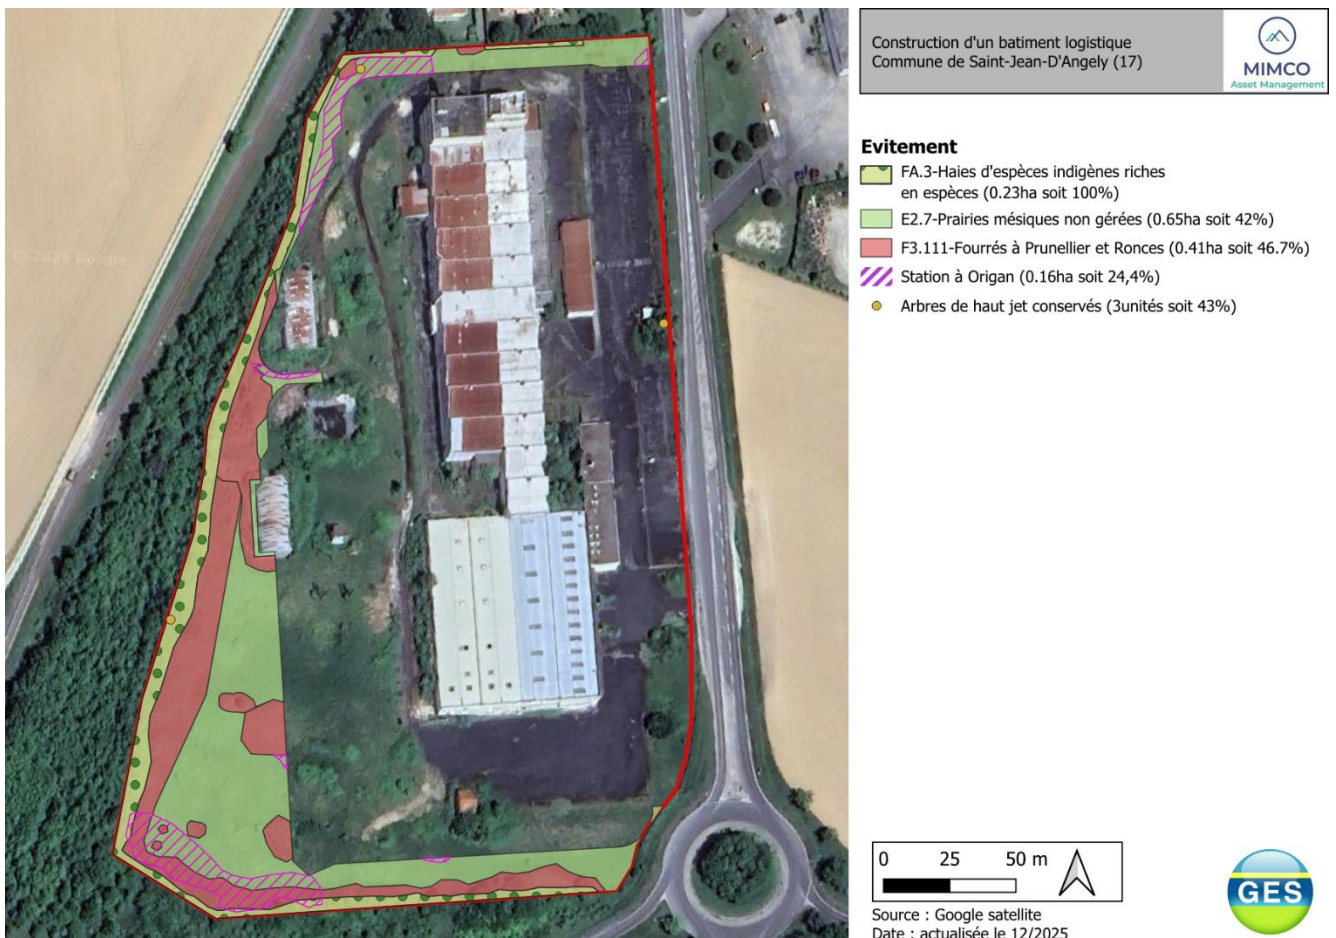 Construction d'un batiment logistique
Commune de Saint-Jean-D'Angely (17)
MIMCO
Asset Management
Evitement
FA.3-Haies d'espèces indigènes riches
en espèces (0.23ha soit 100%)
E2.7-Prairies mésiques non gérées (0.65ha soit 42%)
F3.111-Fourrés à Prunellier et Ronces (0.41ha soit 46.7%)
Station à Origan (0.16ha soit 24,4%)
Arbres de haut jet conservés (3unités soit 43%)
© 2025 Google
0 25 50 m
Source : Google satellite
Date : actualisée le 12/2025
GES